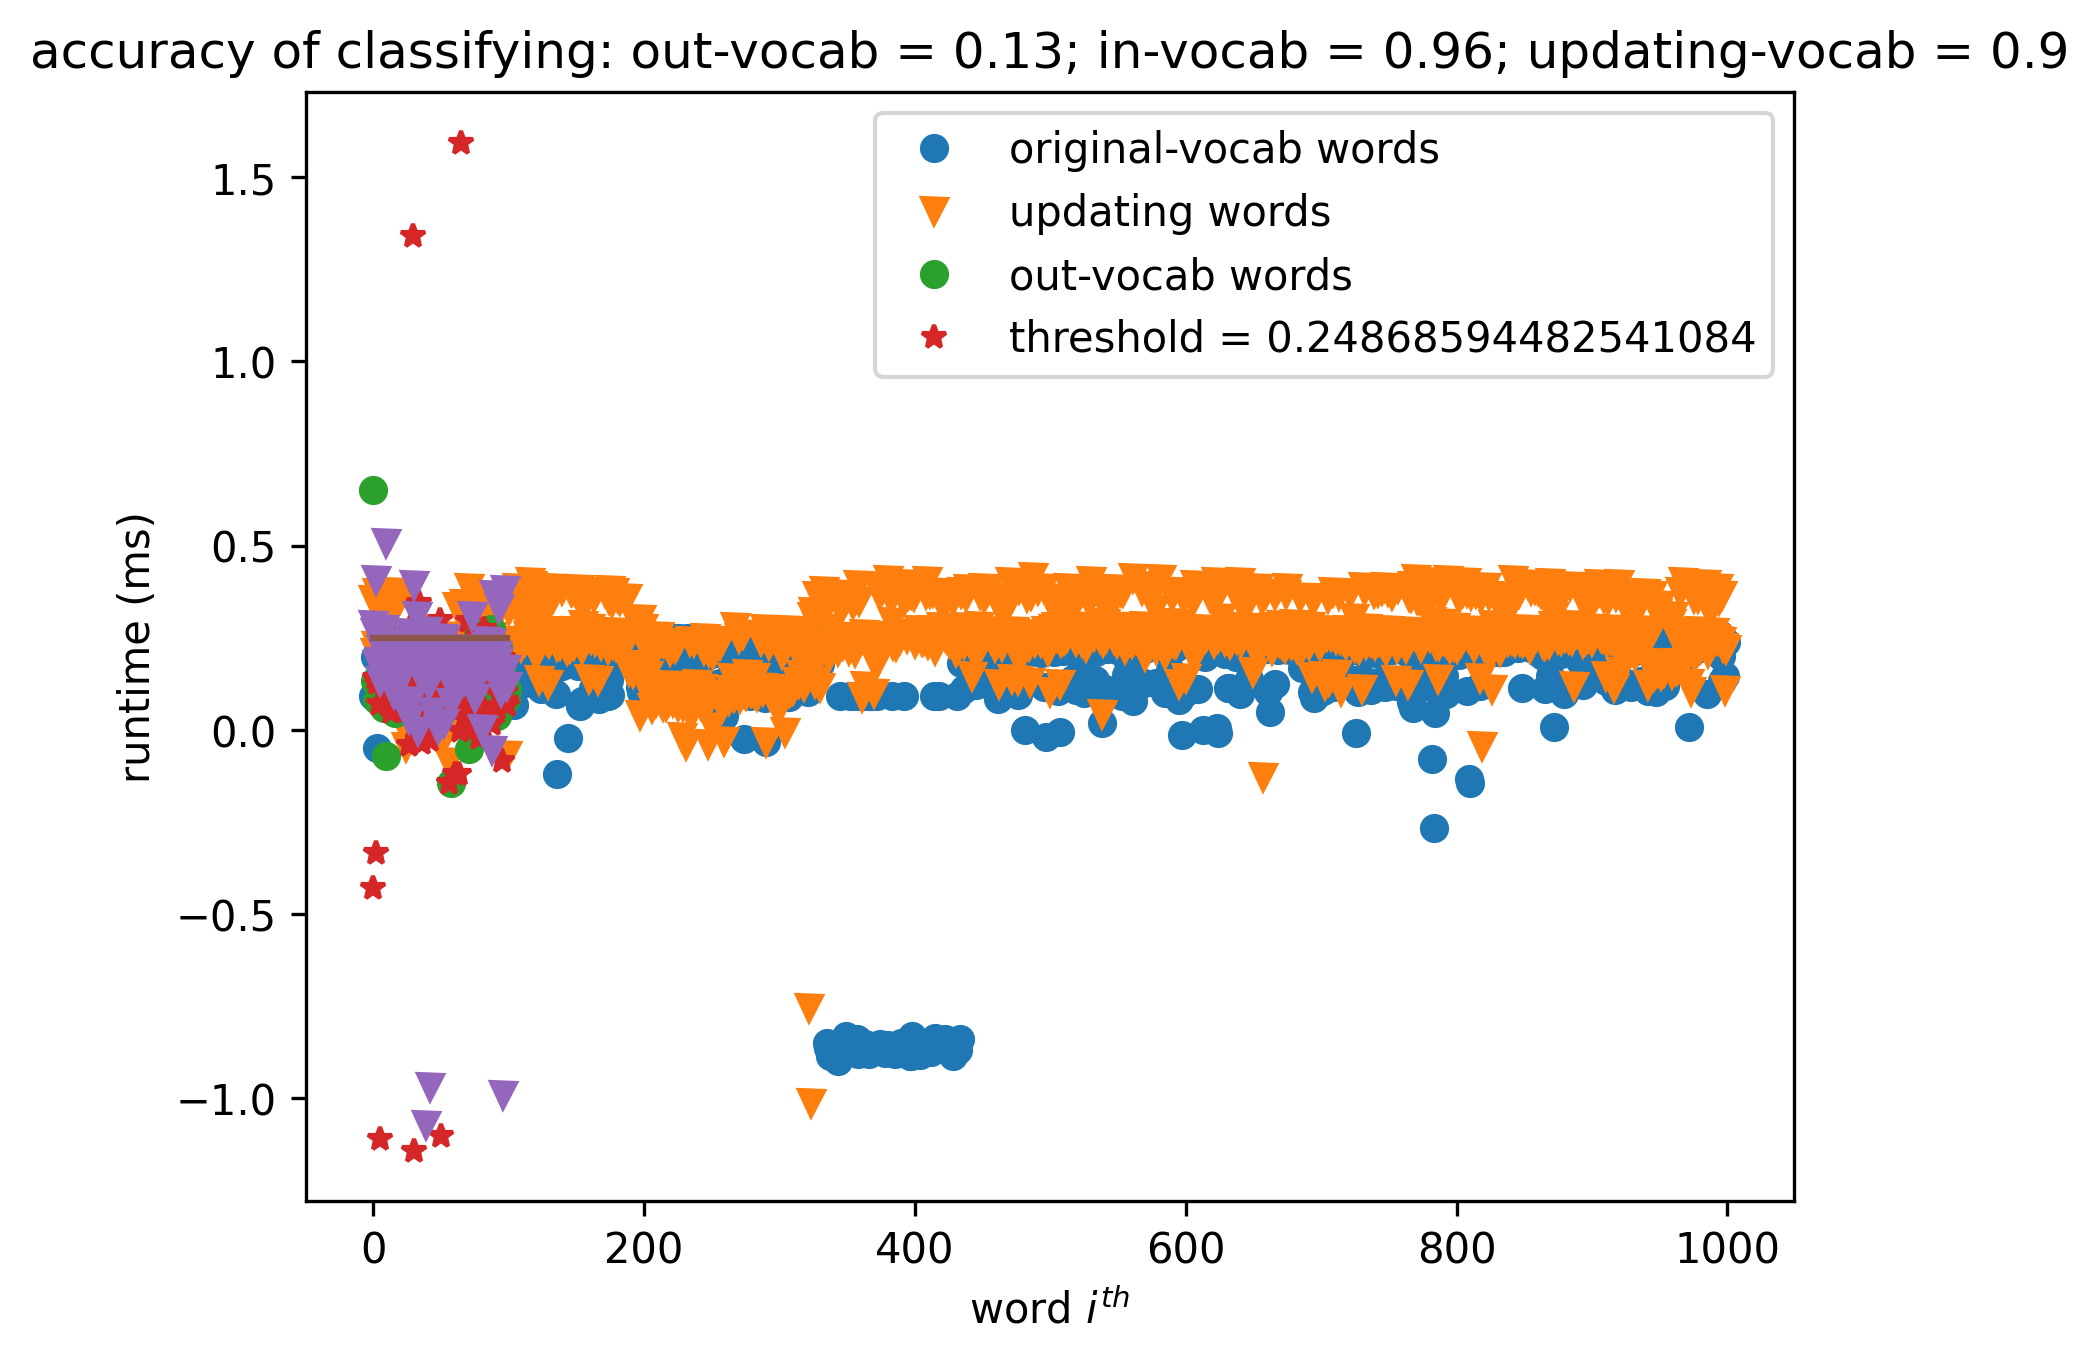 accuracy of classifying: out-vocab = 0.13; in-vocab = 0.96; updating-vocab = 0.9
original-vocab words
updating words
out-vocab words
threshold = 0.24868594482541084
runtime (ms)
1.5
1.0
0.5
0.0
−0.5
−1.0
0 200 400 600 800 1000
word i^th